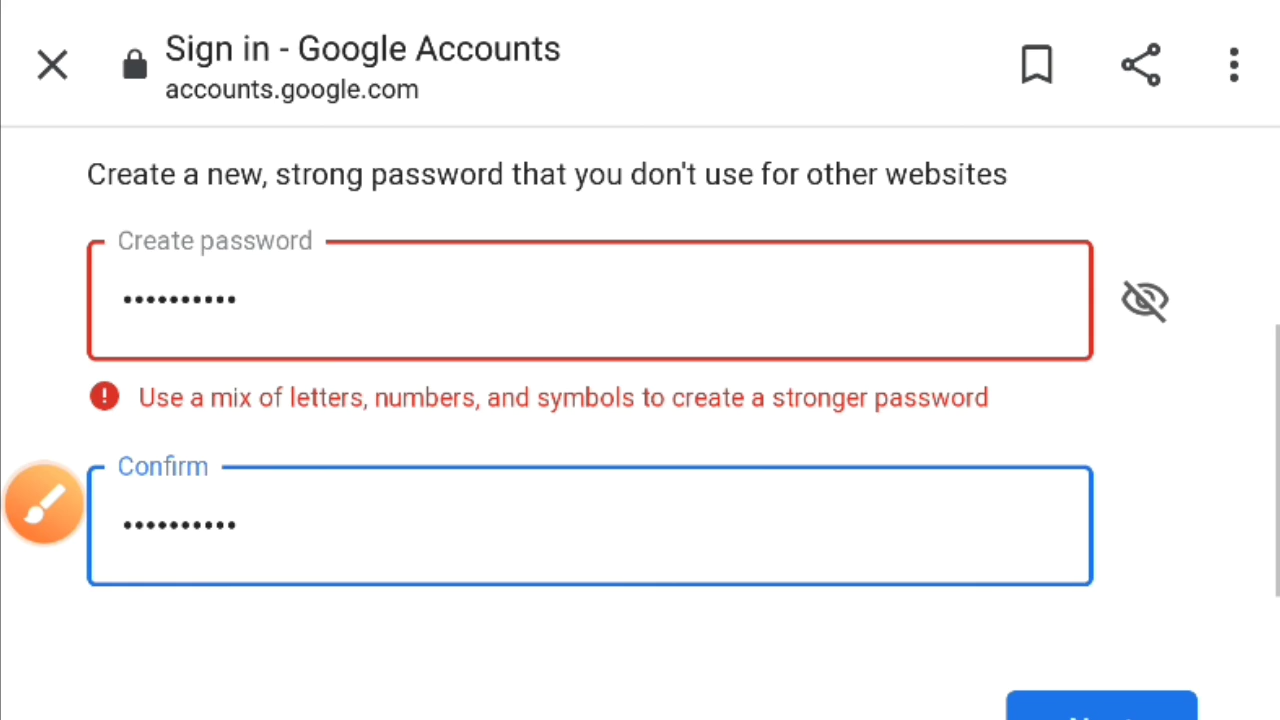 Sign in - Google Accounts
accounts.google.com
Create a new, strong password that you don't use for other websites
Create password
••••••••••
Use a mix of letters, numbers, and symbols to create a stronger password
Confirm
••••••••••